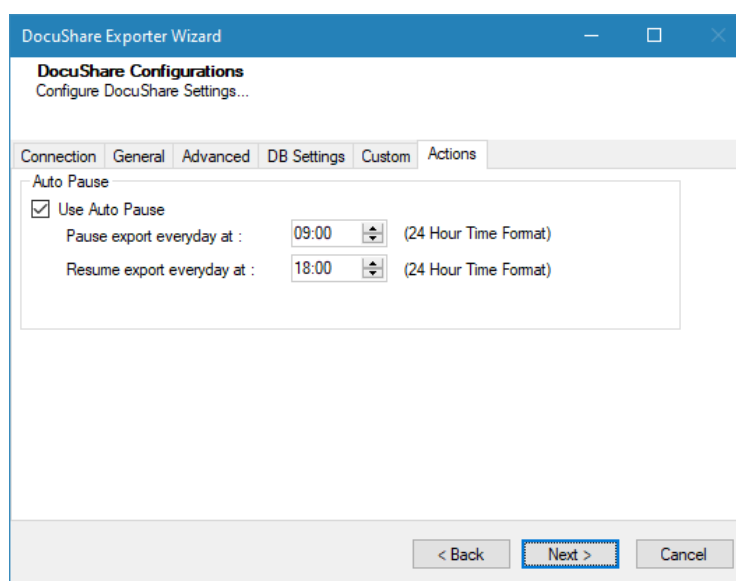 DocuShare Exporter Wizard
DocuShare Configurations
Configure DocuShare Settings...
Connection General Advanced DB Settings Custom Actions
Auto Pause
Use Auto Pause
Pause export everyday at : 09:00 (24 Hour Time Format)
Resume export everyday at : 18:00 (24 Hour Time Format)
< Back Next > Cancel